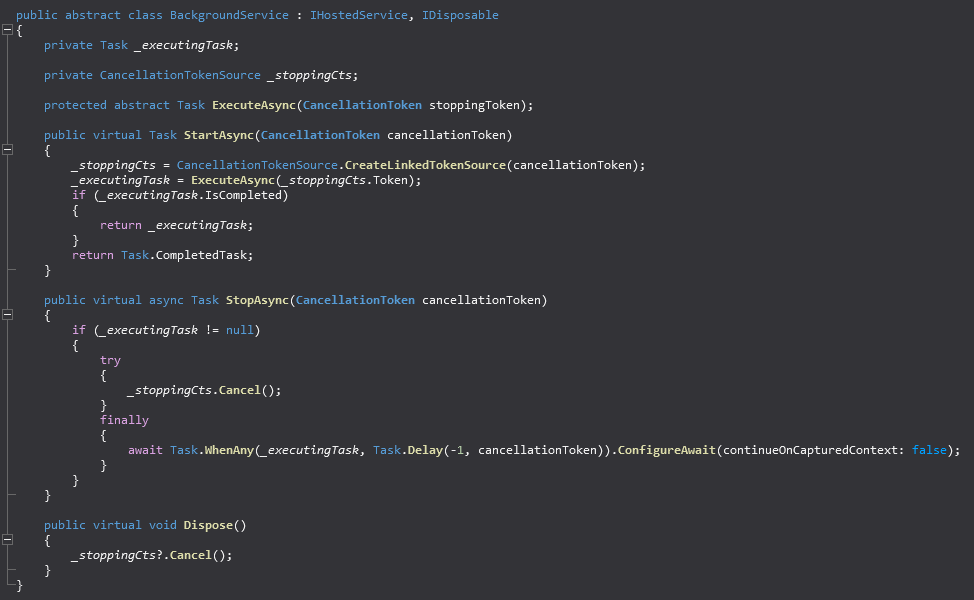 public abstract class BackgroundService : IHostedService, IDisposable
{
    private Task _executingTask;

    private CancellationTokenSource _stoppingCts;

    protected abstract Task ExecuteAsync(CancellationToken stoppingToken);

    public virtual Task StartAsync(CancellationToken cancellationToken)
    {
        _stoppingCts = CancellationTokenSource.CreateLinkedTokenSource(cancellationToken);
        _executingTask = ExecuteAsync(_stoppingCts.Token);
        if (_executingTask.IsCompleted)
        {
            return _executingTask;
        }
        return Task.CompletedTask;
    }

    public virtual async Task StopAsync(CancellationToken cancellationToken)
    {
        if (_executingTask != null)
        {
            try
            {
                _stoppingCts.Cancel();
            }
            finally
            {
                await Task.WhenAny(_executingTask, Task.Delay(-1, cancellationToken)).ConfigureAwait(continueOnCapturedContext: false);
            }
        }
    }

    public virtual void Dispose()
    {
        _stoppingCts?.Cancel();
    }
}